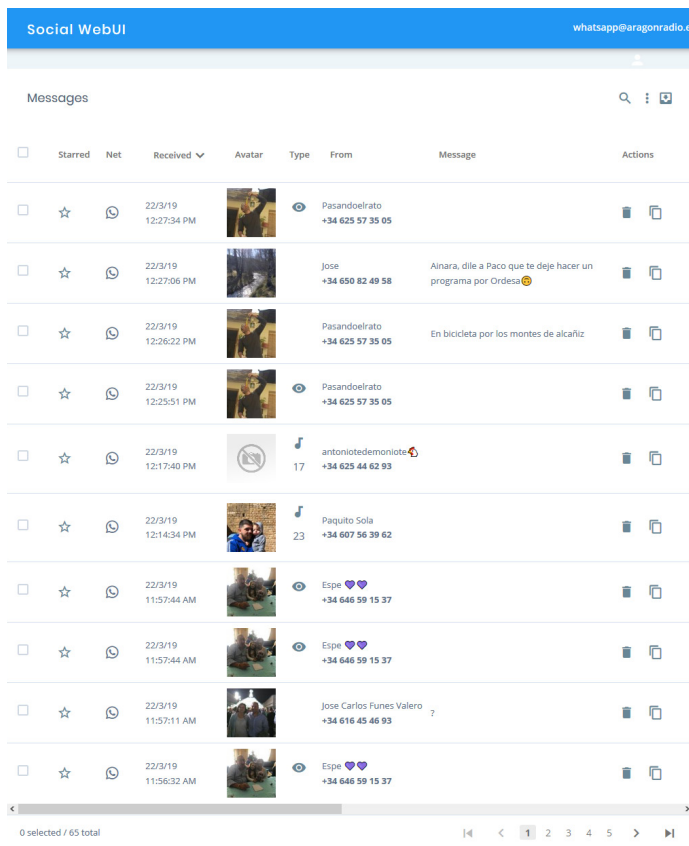 Social WebUI
whatsapp@aragonradio.e
Messages
Starred Net Received Avatar Type From Message Actions
22/3/19 Pasandoelrato
12:27:34 PM +34 625 57 35 05
22/3/19 Jose Ainara, dile a Paco que te deje hacer un
12:27:06 PM +34 650 82 49 58 programa por Ordesa🙃
22/3/19 Pasandoelrato
12:26:22 PM +34 625 57 35 05 En bicicleta por los montes de alcañiz
22/3/19 Pasandoelrato
12:25:51 PM +34 625 57 35 05
22/3/19 antoniotedemoniote
12:17:40 PM 17 +34 625 44 62 93
22/3/19 Paquito Sola
12:14:34 PM 23 +34 607 56 39 62
22/3/19 Espe 💜💜
11:57:44 AM +34 646 59 15 37
22/3/19 Espe 💜💜
11:57:44 AM +34 646 59 15 37
22/3/19 Jose Carlos Funes Valero ?
11:57:11 AM +34 616 45 46 93
22/3/19 Espe 💜💜
11:56:32 AM +34 646 59 15 37
0 selected / 65 total 1 2 3 4 5